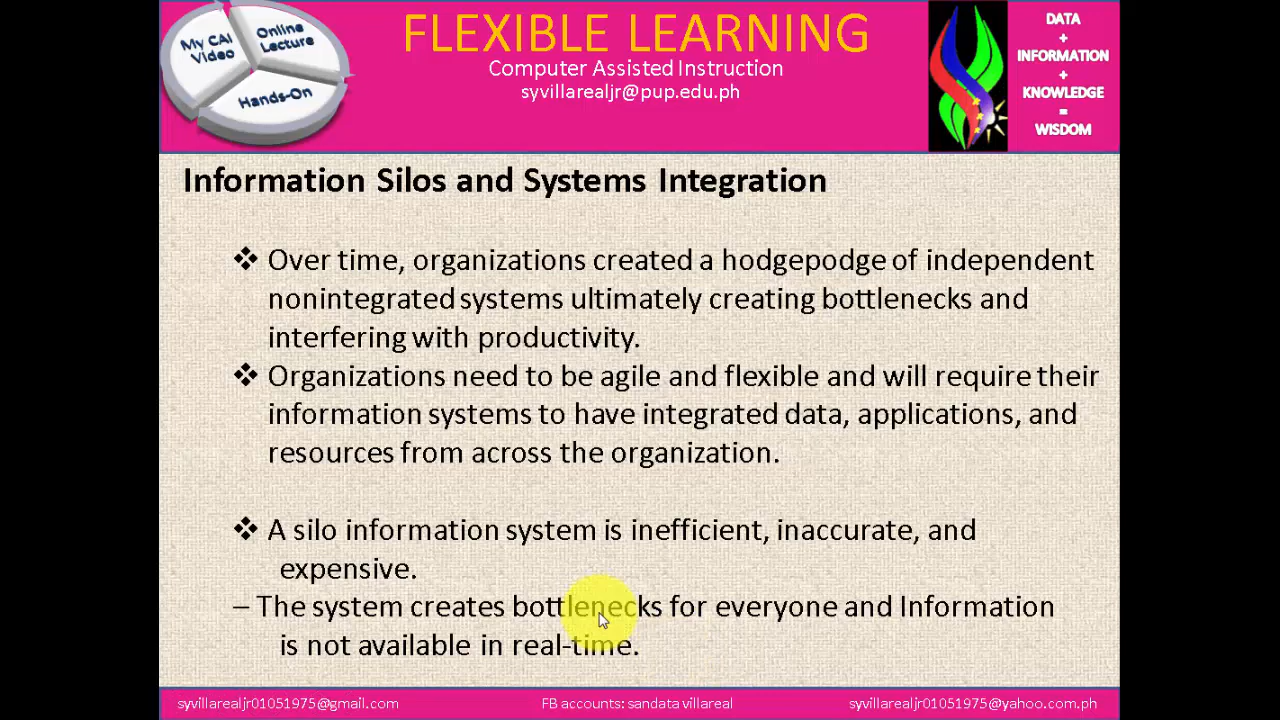 My CAI
Video
Online
Lecture
Hands-On
FLEXIBLE LEARNING
Computer Assisted Instruction
syvillarealjr@pup.edu.ph
DATA
+
INFORMATION
+
KNOWLEDGE
=
WISDOM
Information Silos and Systems Integration
❖ Over time, organizations created a hodgepodge of independent
nonintegrated systems ultimately creating bottlenecks and
interfering with productivity.
❖ Organizations need to be agile and flexible and will require their
information systems to have integrated data, applications, and
resources from across the organization.
❖ A silo information system is inefficient, inaccurate, and
expensive.
– The system creates bottlenecks for everyone and Information
is not available in real-time.
syvillarealjr01051975@gmail.com
FB accounts: sandata villareal
syvillarealjr01051975@yahoo.com.ph